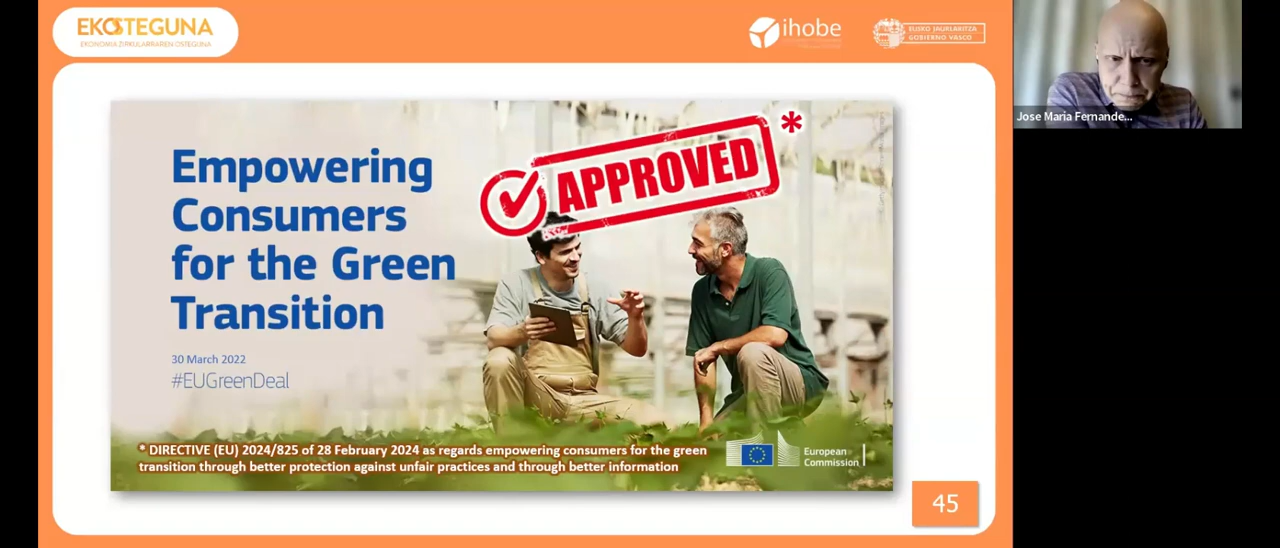 EKOSTEGUNA
EKONOMIA ZIRKULARRAREN OSTEGUNA
ihobe
EUSKO JAURLARITZA
GOBIERNO VASCO
Jose Maria Fernande...
Empowering
Consumers
for the Green
Transition
APPROVED *
30 March 2022
#EUGreenDeal
* DIRECTIVE (EU) 2024/825 of 28 February 2024 as regards empowering consumers for the green
transition through better protection against unfair practices and through better information
European
Commission
45